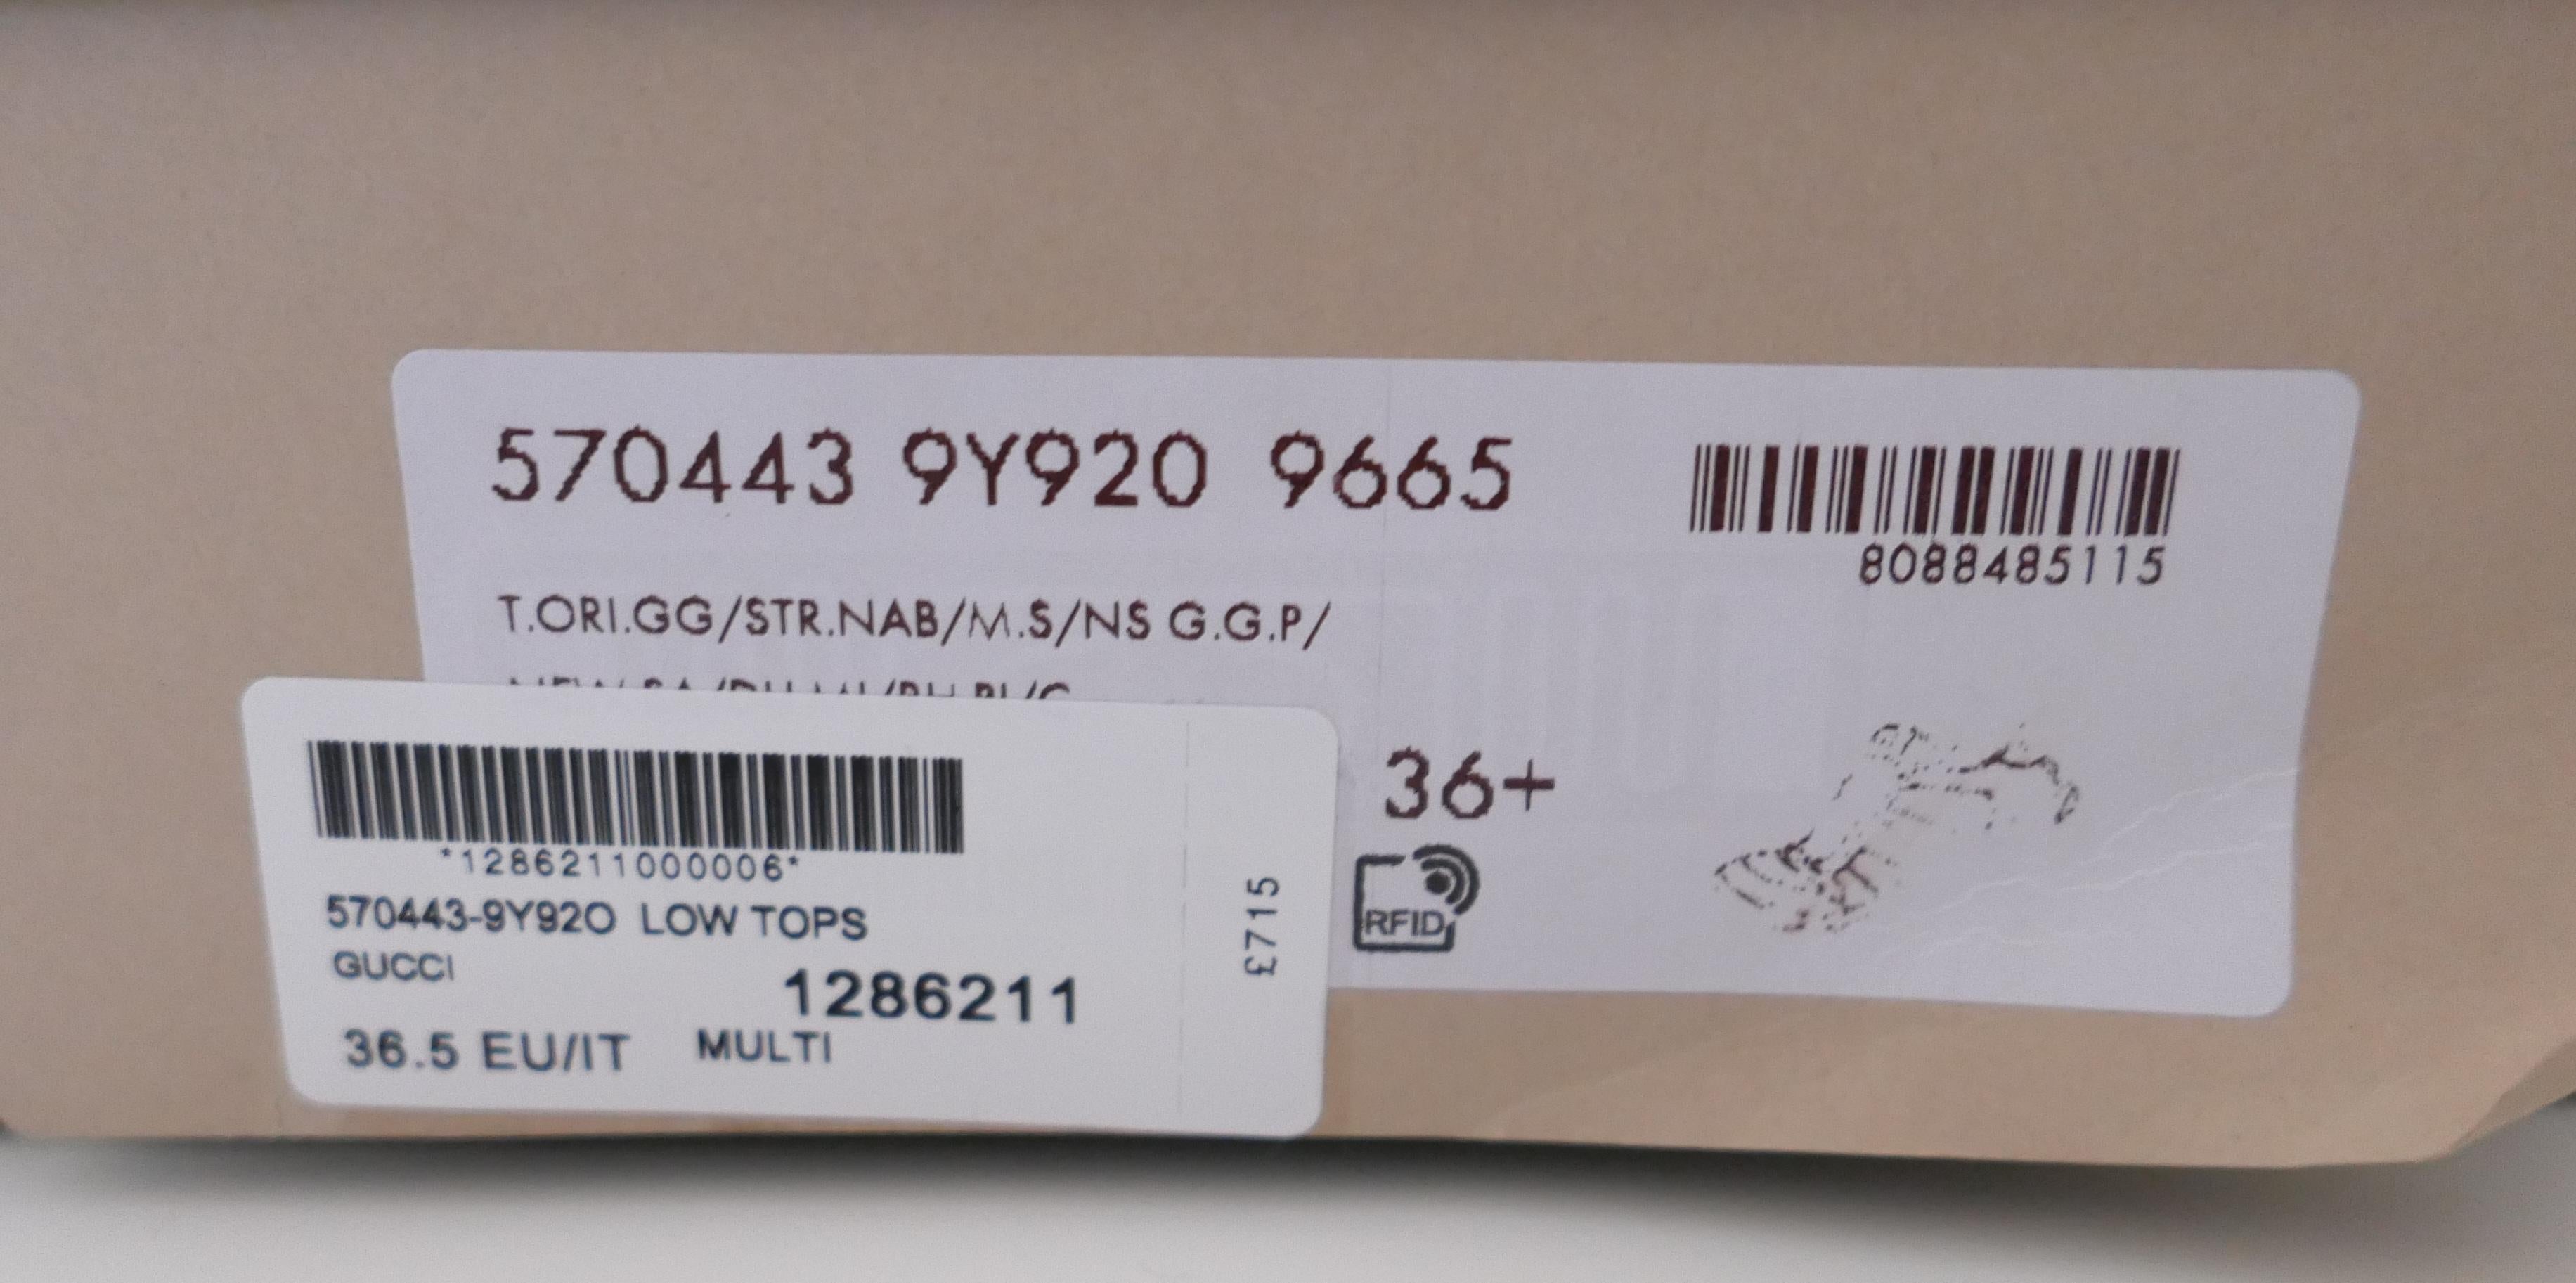 570443 9Y920 9665
8088485115
T.ORI.GG/STR.NAB/M.S/NS G.G.P/
36+
RFID
*1286211000006*
570443-9Y920 LOW TOPS
GUCCI
1286211
36.5 EU/IT MULTI
£715